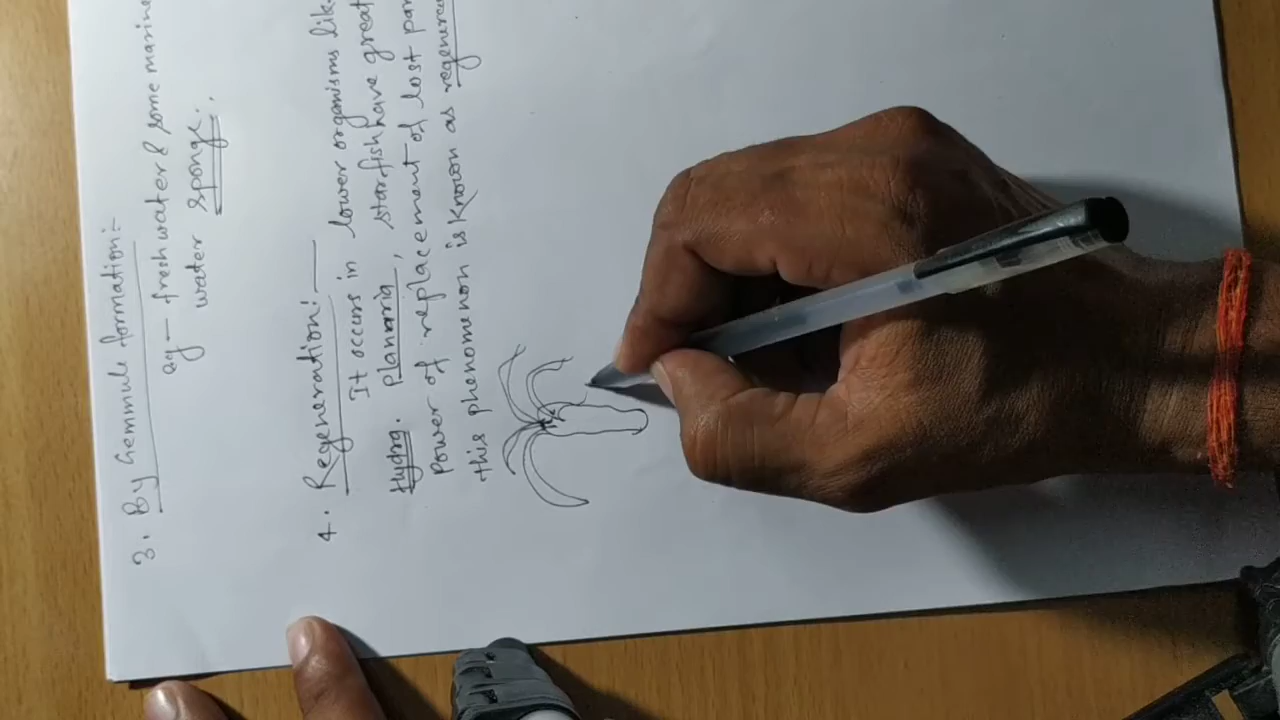 3. By Gemmule formation:-
eg— fresh water & some marine
water sponge.
4. Regeneration!—
It occurs in lower organisms like
Hydra. planaria, starfish have great
Power of replacement of lost part
this phenomenon is known as